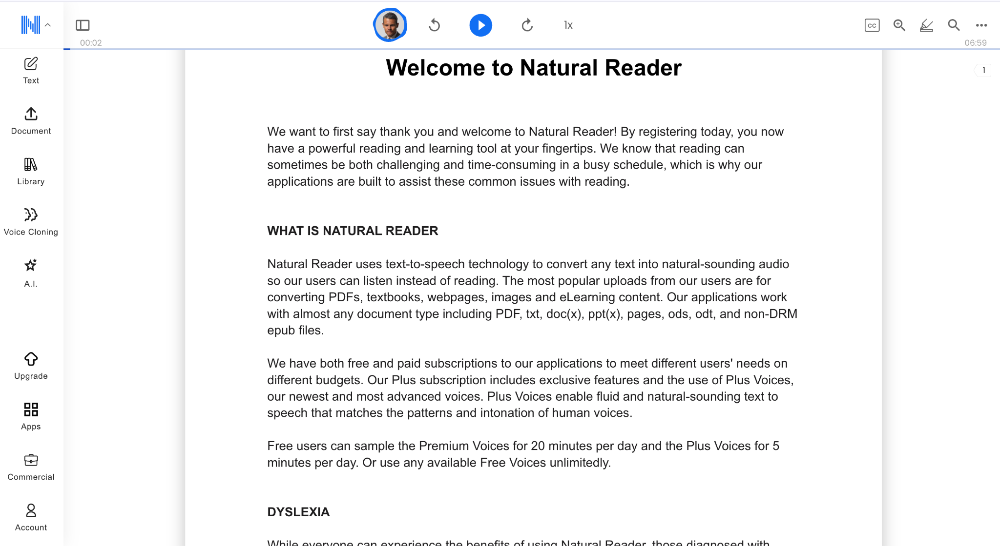 1x
CC
00:02
06:59
Text
Document
Library
Voice Cloning
A.I.
Upgrade
Apps
Commercial
Account
1
Welcome to Natural Reader
We want to first say thank you and welcome to Natural Reader! By registering today, you now
have a powerful reading and learning tool at your fingertips. We know that reading can
sometimes be both challenging and time-consuming in a busy schedule, which is why our
applications are built to assist these common issues with reading.
WHAT IS NATURAL READER
Natural Reader uses text-to-speech technology to convert any text into natural-sounding audio
so our users can listen instead of reading. The most popular uploads from our users are for
converting PDFs, textbooks, webpages, images and eLearning content. Our applications work
with almost any document type including PDF, txt, doc(x), ppt(x), pages, ods, odt, and non-DRM
epub files.
We have both free and paid subscriptions to our applications to meet different users' needs on
different budgets. Our Plus subscription includes exclusive features and the use of Plus Voices,
our newest and most advanced voices. Plus Voices enable fluid and natural-sounding text to
speech that matches the patterns and intonation of human voices.
Free users can sample the Premium Voices for 20 minutes per day and the Plus Voices for 5
minutes per day. Or use any available Free Voices unlimitedly.
DYSLEXIA
While everyone can experience the benefits of using Natural Reader, those diagnosed with